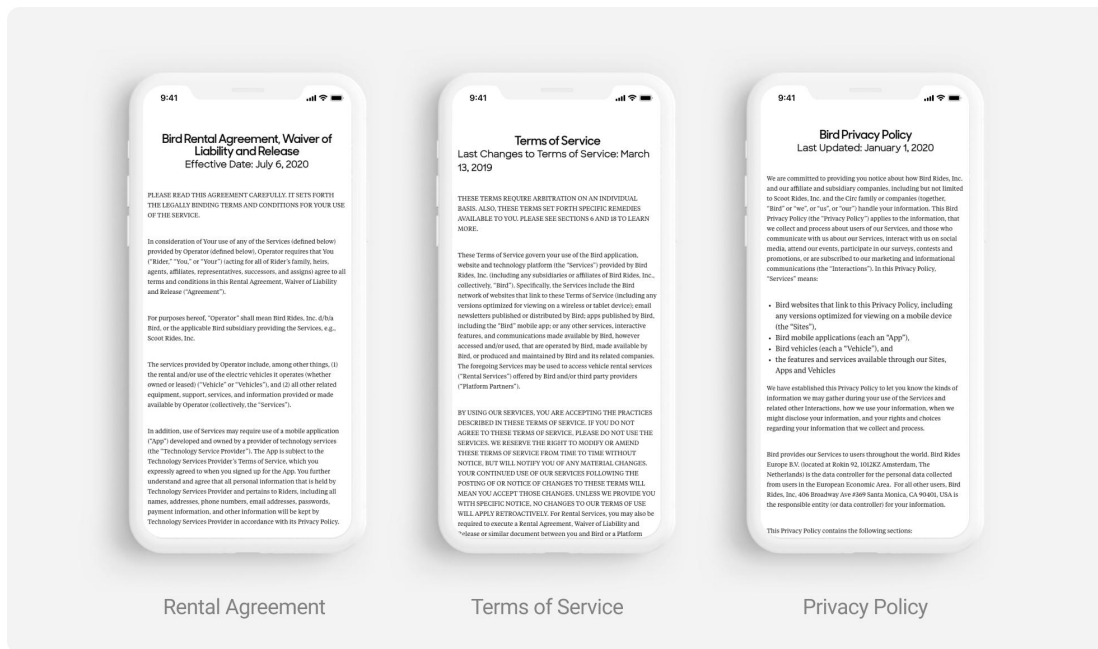 9:41
Bird Rental Agreement, Waiver of
Liability and Release
Effective Date: July 6, 2020
PLEASE READ THIS AGREEMENT CAREFULLY. IT SETS FORTH
THE LEGALLY BINDING TERMS AND CONDITIONS FOR YOUR USE
OF THE SERVICE.
In consideration of Your use of any of the Services (defined below)
provided by Operator (defined below), Operator requires that You
("Rider," "You," or "Your") (acting for all of Rider's family, heirs,
agents, affiliates, representatives, successors, and assigns) agree to all
terms and conditions in this Rental Agreement, Waiver of Liability
and Release ("Agreement").
For purposes hereof, "Operator" shall mean Bird Rides, Inc. d/b/a
Bird, or the applicable Bird subsidiary providing the Services, e.g.,
Scoot Rides, Inc.
The services provided by Operator include, among other things, (1)
the rental and/or use of the electric vehicles it operates (whether
owned or leased) ("Vehicle" or "Vehicles"), and (2) all other related
equipment, support, services, and information provided or made
available by Operator (collectively, the "Services").
In addition, use of Services may require use of a mobile application
("App") developed and owned by a provider of technology services
(the "Technology Service Provider"). The App is subject to the
Technology Services Provider's Terms of Service, which you
expressly agreed to when you signed up for the App. You further
understand and agree that all personal information that is held by
Technology Services Provider and pertains to Riders, including all
names, addresses, phone numbers, email addresses, passwords,
payment information, and other information will be kept by
Technology Services Provider in accordance with its Privacy Policy.
Rental Agreement
9:41
Terms of Service
Last Changes to Terms of Service: March
13, 2019
THESE TERMS REQUIRE ARBITRATION ON AN INDIVIDUAL
BASIS. ALSO, THESE TERMS SET FORTH SPECIFIC REMEDIES
AVAILABLE TO YOU. PLEASE SEE SECTIONS 6 AND 18 TO LEARN
MORE.
These Terms of Service govern your use of the Bird application,
website and technology platform (the "Services") provided by Bird
Rides, Inc. (including any subsidiaries or affiliates of Bird Rides, Inc.,
collectively, "Bird"). Specifically, the Services include the Bird
network of websites that link to these Terms of Service (including any
versions optimized for viewing on a wireless or tablet device); email
newsletters published or distributed by Bird; apps published by Bird,
including the "Bird" mobile app; or any other services, interactive
features, and communications made available by Bird, however
accessed and/or used, that are operated by Bird, made available by
Bird, or produced and maintained by Bird and its related companies.
The foregoing Services may be used to access vehicle rental services
("Rental Services") offered by Bird and/or third party providers
("Platform Partners").
BY USING OUR SERVICES, YOU ARE ACCEPTING THE PRACTICES
DESCRIBED IN THESE TERMS OF SERVICE. IF YOU DO NOT
AGREE TO THESE TERMS OF SERVICE, PLEASE DO NOT USE THE
SERVICES. WE RESERVE THE RIGHT TO MODIFY OR AMEND
THESE TERMS OF SERVICE FROM TIME TO TIME WITHOUT
NOTICE, BUT WILL NOTIFY YOU OF ANY MATERIAL CHANGES.
YOUR CONTINUED USE OF OUR SERVICES FOLLOWING THE
POSTING OF OR NOTICE OF CHANGES TO THESE TERMS WILL
MEAN YOU ACCEPT THOSE CHANGES. UNLESS WE PROVIDE YOU
WITH SPECIFIC NOTICE, NO CHANGES TO OUR TERMS OF USE
WILL APPLY RETROACTIVELY. For Rental Services, you may also be
required to execute a Rental Agreement, Waiver of Liability and
Release or similar document between you and Bird or a Platform
Terms of Service
9:41
Bird Privacy Policy
Last Updated: January 1, 2020
We are committed to providing you notice about how Bird Rides, Inc.
and our affiliate and subsidiary companies, including but not limited
to Scoot Rides, Inc. and the Circ family or companies (together,
"Bird" or "we", or "us", or "our") handle your information. This Bird
Privacy Policy (the "Privacy Policy") applies to the information, that
we collect and process about users of our Services, and those who
communicate with us about our Services, interact with us on social
media, attend our events, participate in our surveys, contests and
promotions, or are subscribed to our marketing and informational
communications (the "Interactions"). In this Privacy Policy,
"Services" means:
• Bird websites that link to this Privacy Policy, including
any versions optimized for viewing on a mobile device
(the "Sites"),
• Bird mobile applications (each an "App"),
• Bird vehicles (each a "Vehicle"), and
• the features and services available through our Sites,
Apps and Vehicles
We have established this Privacy Policy to let you know the kinds of
information we may gather during your use of the Services and
related other Interactions, how we use your information, when we
might disclose your information, and your rights and choices
regarding your information that we collect and process.
Bird provides our Services to users throughout the world. Bird Rides
Europe B.V. (located at Rokin 92, 1012KZ Amsterdam, The
Netherlands) is the data controller for the personal data collected
from users in the European Economic Area. For all other users, Bird
Rides, Inc. 406 Broadway Ave #369 Santa Monica, CA 90401, USA is
the responsible entity (or data controller) for your information.
This Privacy Policy contains the following sections:
Privacy Policy